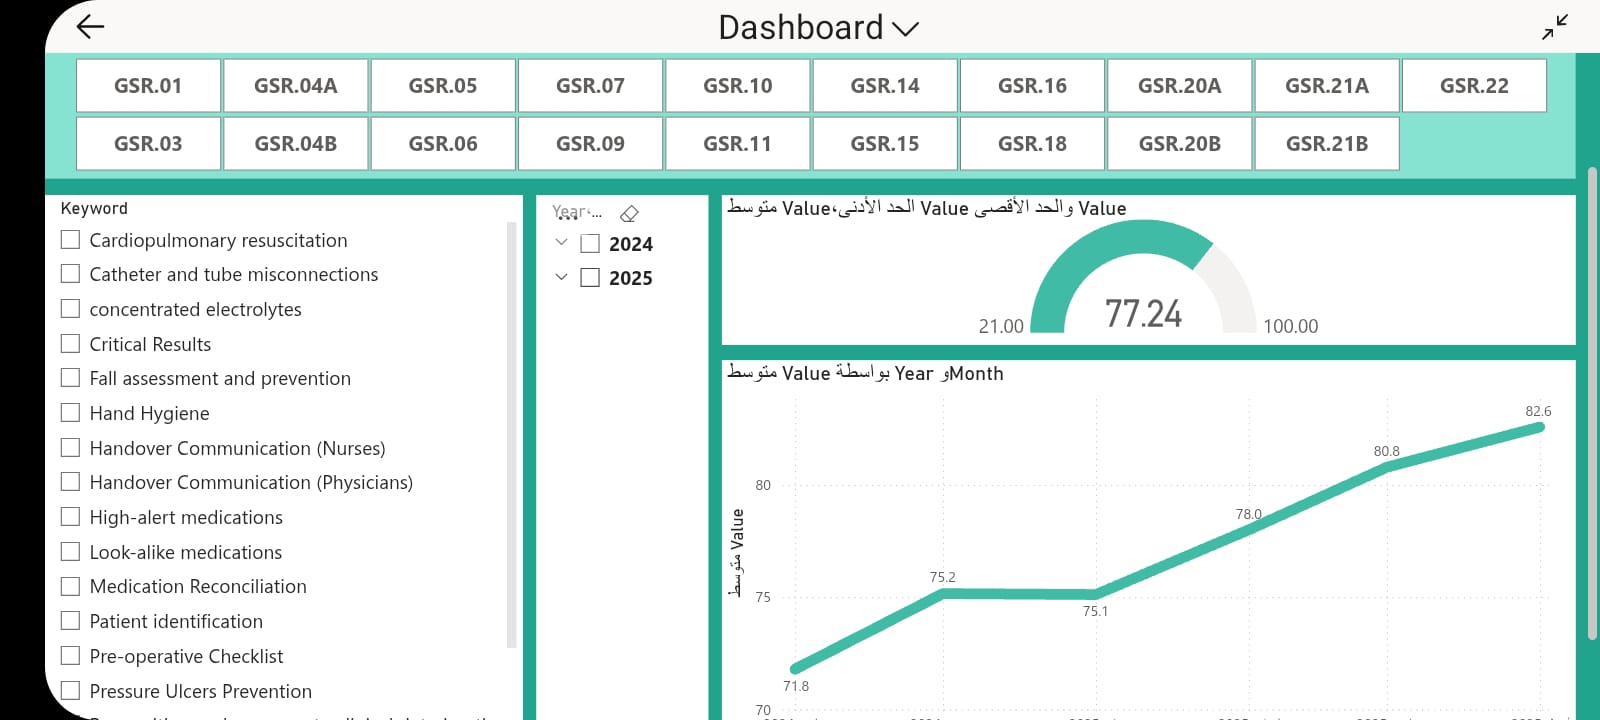 Dashboard
GSR.01 GSR.04A GSR.05 GSR.07 GSR.10 GSR.14 GSR.16 GSR.20A GSR.21A GSR.22
GSR.03 GSR.04B GSR.06 GSR.09 GSR.11 GSR.15 GSR.18 GSR.20B GSR.21B
Keyword
Cardiopulmonary resuscitation
Catheter and tube misconnections
concentrated electrolytes
Critical Results
Fall assessment and prevention
Hand Hygiene
Handover Communication (Nurses)
Handover Communication (Physicians)
High-alert medications
Look-alike medications
Medication Reconciliation
Patient identification
Pre-operative Checklist
Pressure Ulcers Prevention
Year،...
2024
2025
متوسط Value،الحد الأدنى Value والحد الأقصى Value
77.24
21.00
100.00
متوسط Value بواسطة Year وMonth
82.6
80.8
78.0
75.2
75.1
71.8
80
75
70
متوسط Value